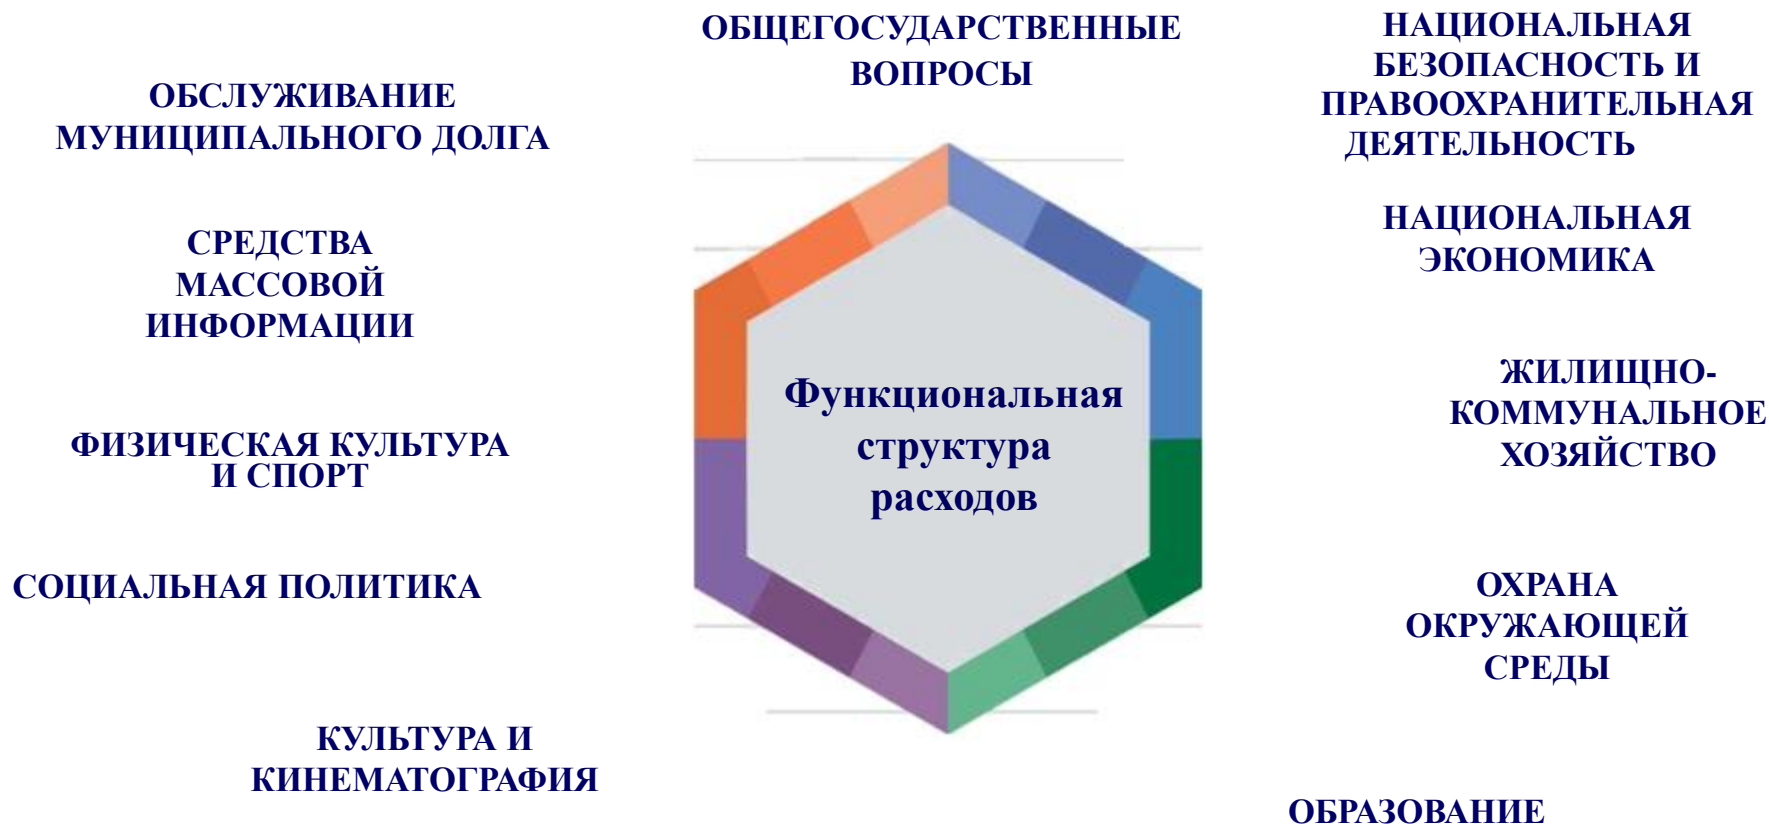 ОБЩЕГОСУДАРСТВЕННЫЕ
ВОПРОСЫ
НАЦИОНАЛЬНАЯ
БЕЗОПАСНОСТЬ И
ПРАВООХРАНИТЕЛЬНАЯ
ДЕЯТЕЛЬНОСТЬ
НАЦИОНАЛЬНАЯ
ЭКОНОМИКА
ЖИЛИЩНО-
КОММУНАЛЬНОЕ
ХОЗЯЙСТВО
ОХРАНА
ОКРУЖАЮЩЕЙ
СРЕДЫ
ОБРАЗОВАНИЕ
КУЛЬТУРА И
КИНЕМАТОГРАФИЯ
СОЦИАЛЬНАЯ ПОЛИТИКА
ФИЗИЧЕСКАЯ КУЛЬТУРА
И СПОРТ
СРЕДСТВА
МАССОВОЙ
ИНФОРМАЦИИ
ОБСЛУЖИВАНИЕ
МУНИЦИПАЛЬНОГО ДОЛГА
Функциональная
структура
расходов